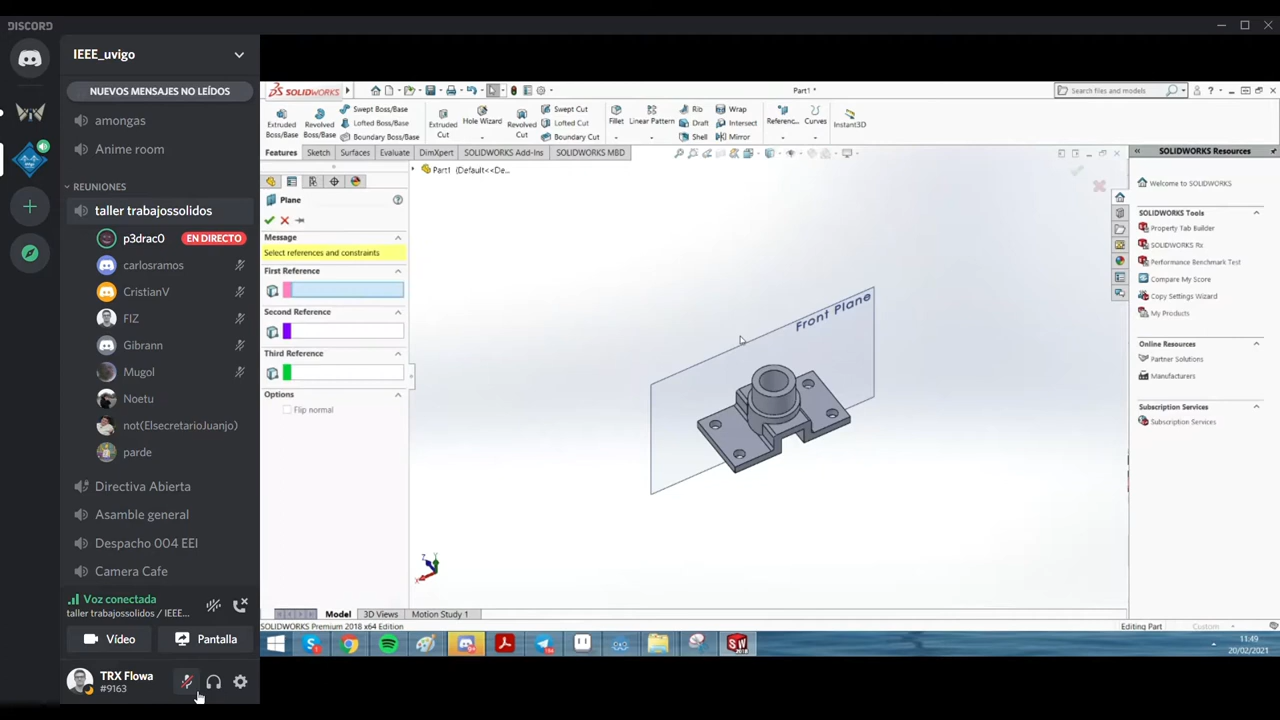 DISCORD
IEEE_uvigo
NUEVOS MENSAJES NO LEÍDOS
amorgas
Anime room
REUNIONES
taller trabajossolidos
p3drac0 EN DIRECTO
carlosramos
CristianV
FIZ
Gibrann
Mugol
Noetu
not(ElsecretarioJuanjo)
parde
Directiva Abierta
Asamble general
Despacho 004 EEI
Camera Cafe
Voz conectada
taller trabajossolidos / IEEE...
Vídeo Pantalla
TRX Flowa
#9163
SOLIDWORKS
Part1 *
Search files and models
Extruded Boss/Base
Revolved Boss/Base
Swept Boss/Base
Lofted Boss/Base
Boundary Boss/Base
Extruded Cut
Hole Wizard
Revolved Cut
Swept Cut
Lofted Cut
Boundary Cut
Fillet
Linear Pattern
Rib
Draft
Shell
Wrap
Intersect
Mirror
Referenc...
Curves
Instant3D
Features Sketch Surfaces Evaluate DimXpert SOLIDWORKS Add-Ins SOLIDWORKS MBD
Part1 (Default<<De...
Plane
Message
Select references and constraints
First Reference
Second Reference
Third Reference
Options
Flip normal
Front Plane
Y
Z
X
SOLIDWORKS Resources
Welcome to SOLIDWORKS
SOLIDWORKS Tools
Property Tab Builder
SOLIDWORKS Rx
Performance Benchmark Test
Compare My Score
Copy Settings Wizard
My Products
Online Resources
Partner Solutions
Manufacturers
Subscription Services
Subscription Services
Model 3D Views Motion Study 1
SOLIDWORKS Premium 2018 x64 Edition
Editing Part
Custom
11:49
20/02/2021